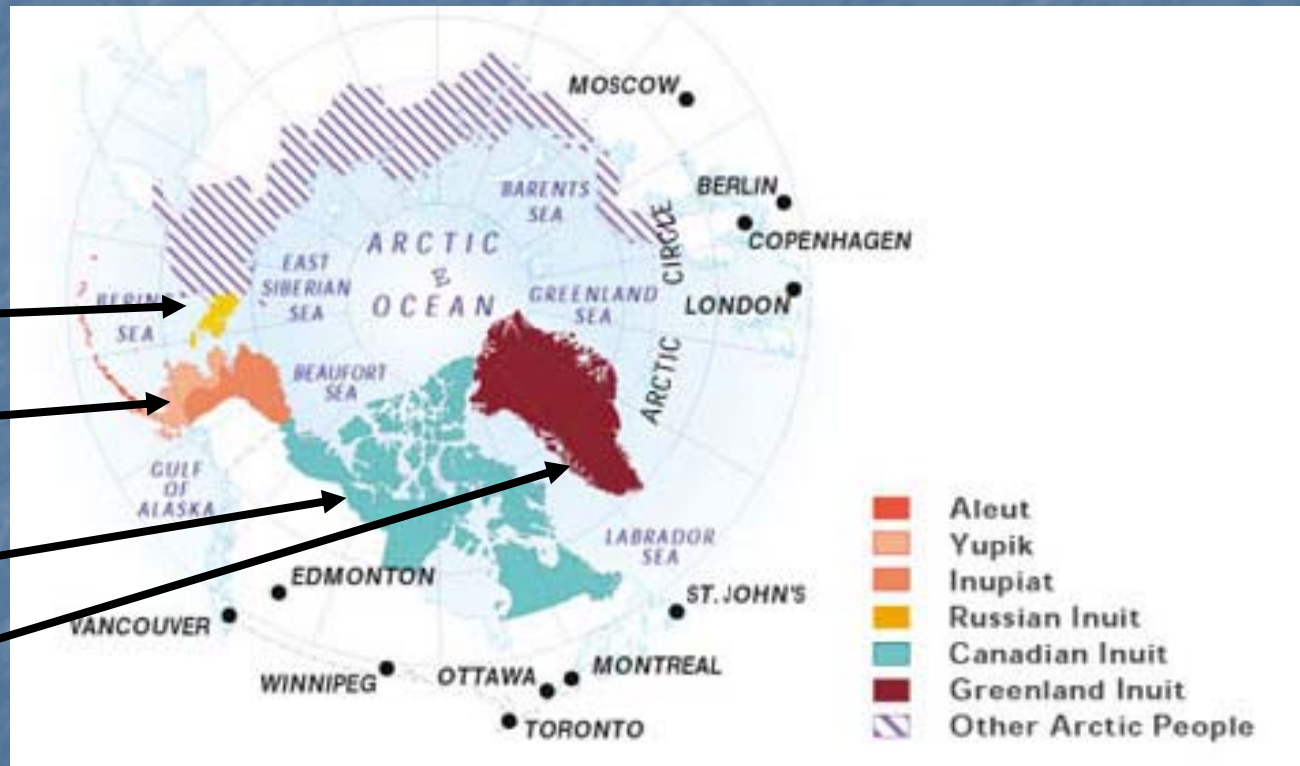 MOSCOW
BERLIN
COPENHAGEN
LONDON
BARENTS
SEA
ARCTIC
OCEAN
EAST
SIBERIAN
SEA
GREENLAND
SEA
ARCTIC CIRCLE
BERING
SEA
BEAUFORT
SEA
GULF
OF
ALASKA
LABRADOR
SEA
EDMONTON
VANCOUVER
ST. JOHN'S
WINNIPEG
OTTAWA
MONTREAL
TORONTO
Aleut
Yupik
Inupiat
Russian Inuit
Canadian Inuit
Greenland Inuit
Other Arctic People